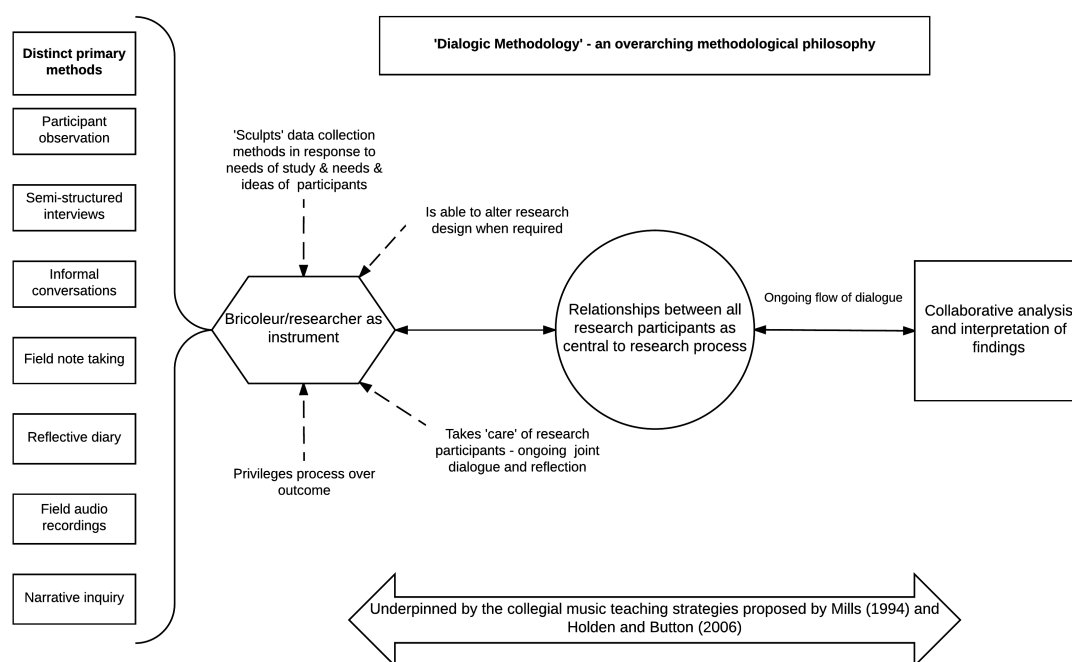 'Dialogic Methodology' - an overarching methodological philosophy
Distinct primary
methods
Participant
observation
Semi-structured
interviews
Informal
conversations
Field note taking
Reflective diary
Field audio
recordings
Narrative inquiry
'Sculpts' data collection
methods in response to
needs of study & needs &
ideas of participants
Is able to alter research
design when required
Bricoleur/researcher as
instrument
Privileges process over
outcome
Takes 'care' of research
participants - ongoing joint
dialogue and reflection
Relationships between all
research participants as
central to research process
Ongoing flow of dialogue
Collaborative analysis
and interpretation of
findings
Underpinned by the collegial music teaching strategies proposed by Mills (1994) and
Holden and Button (2006)